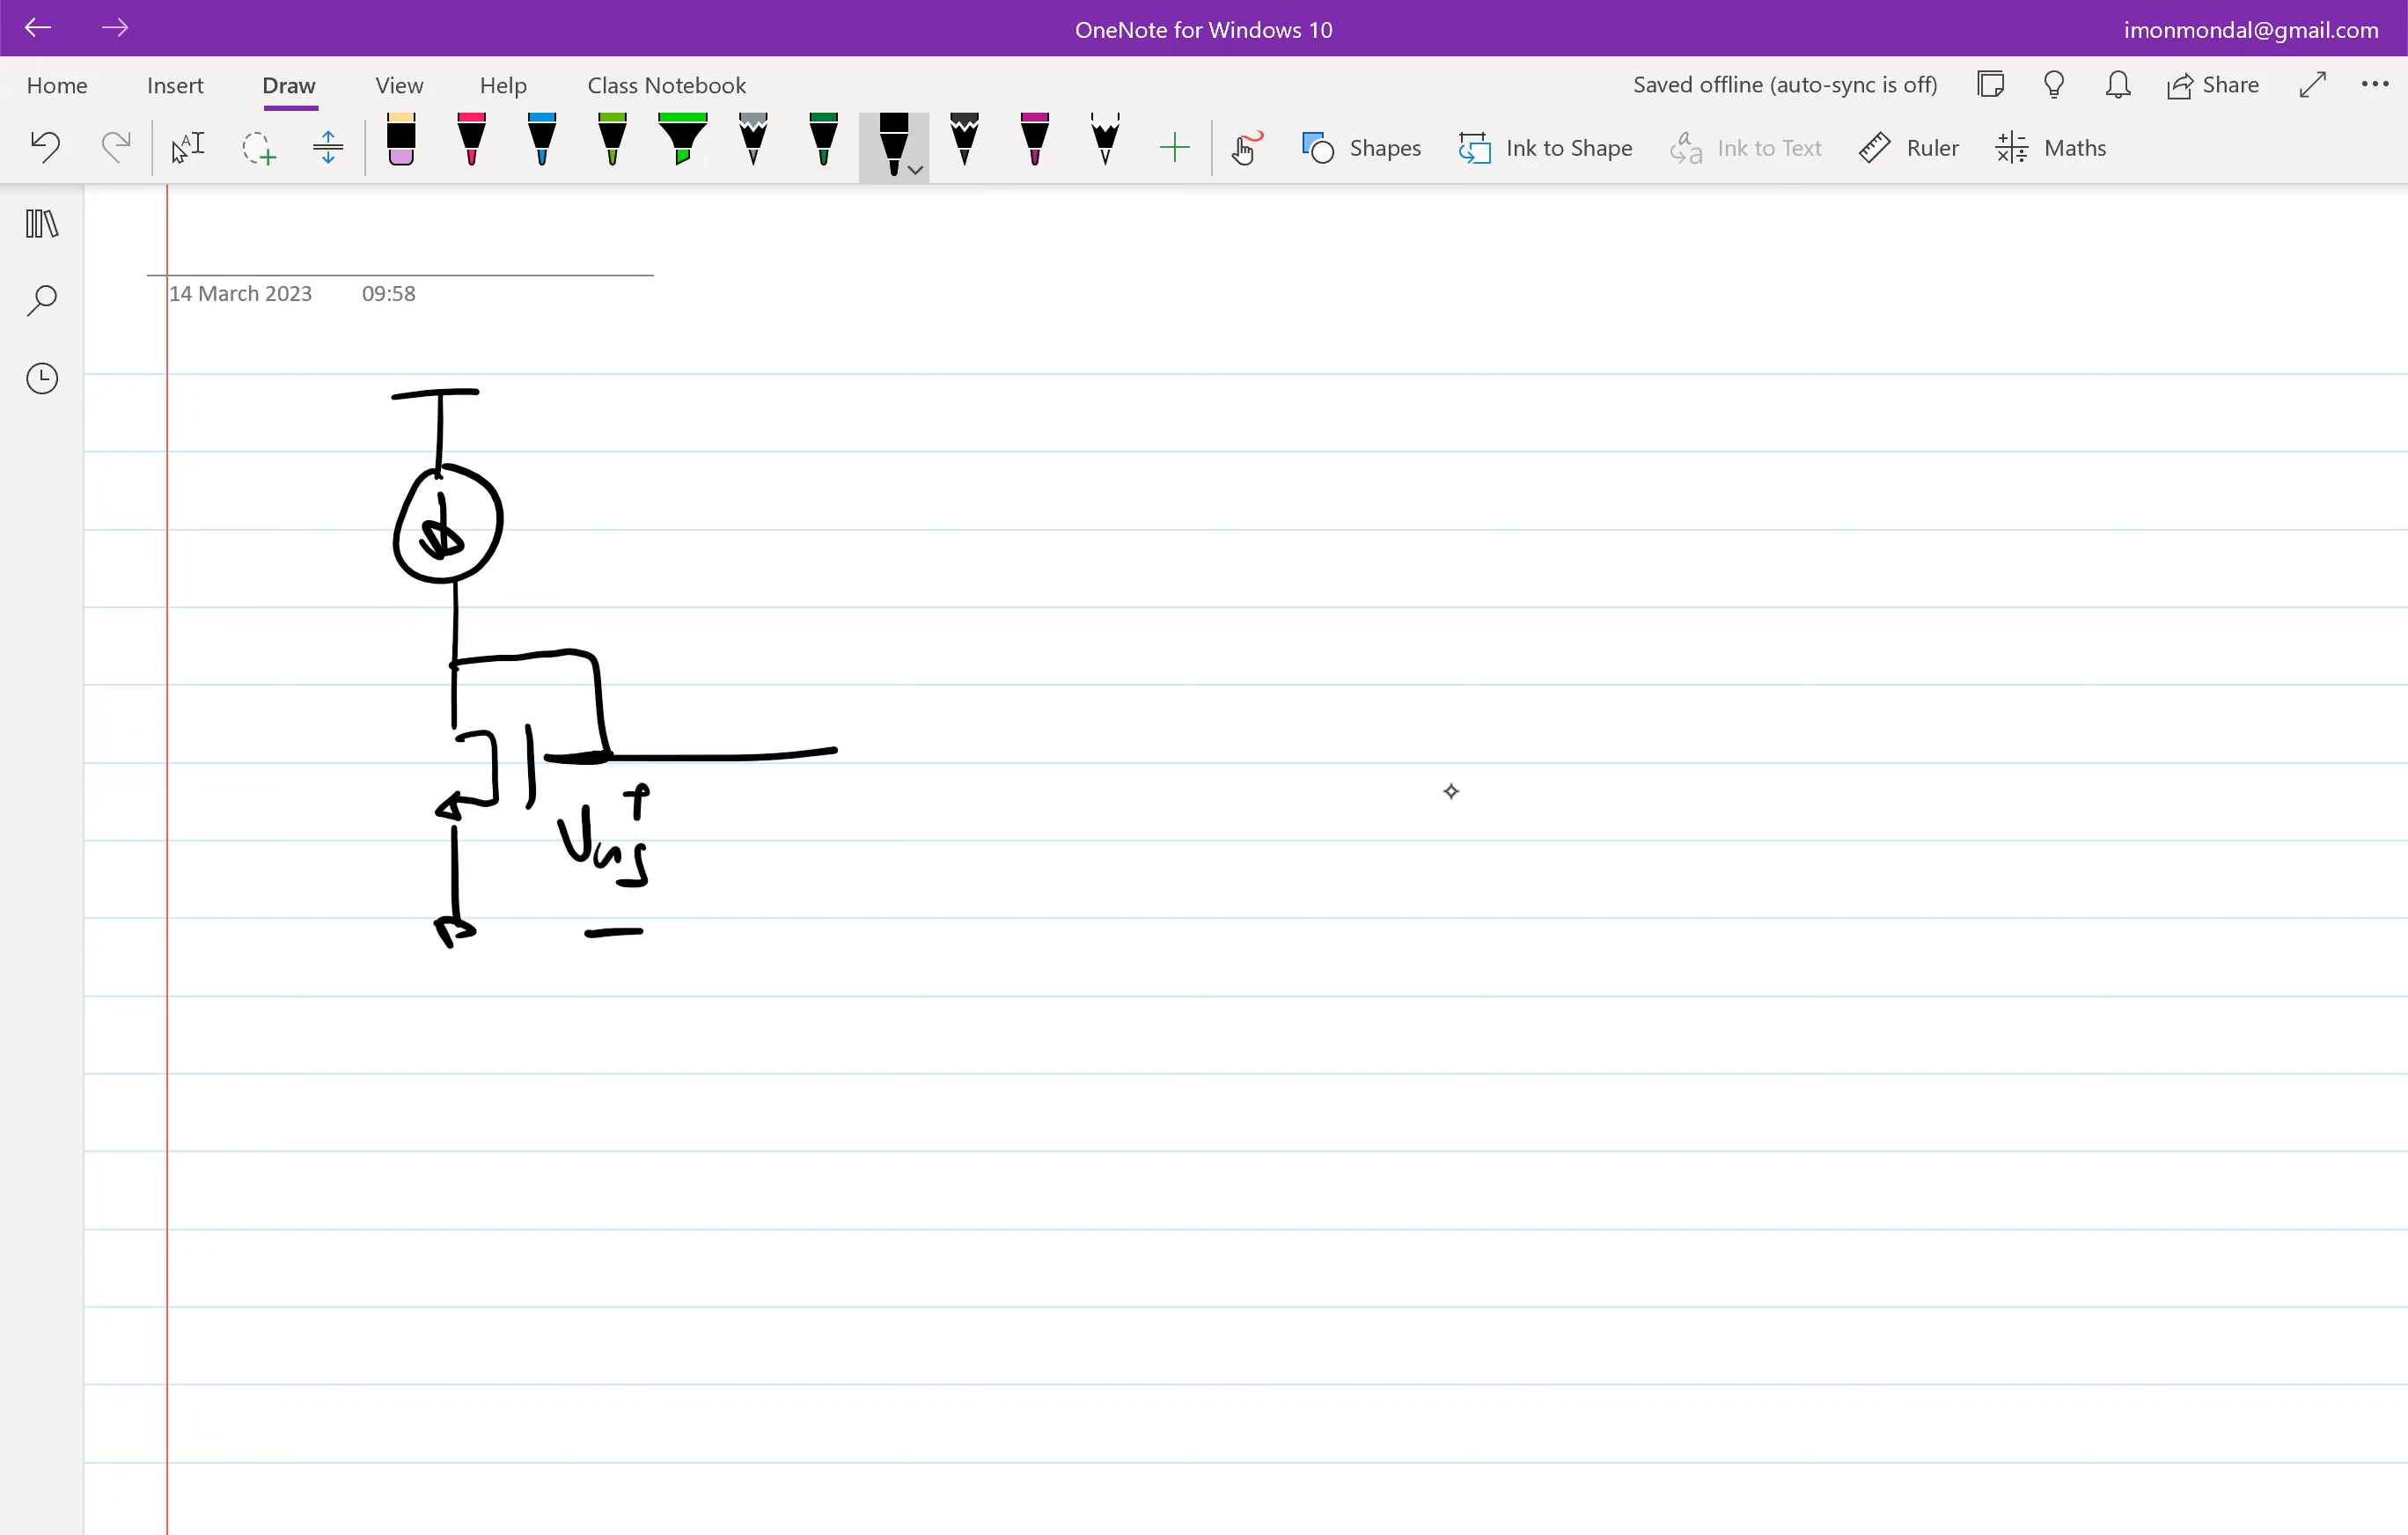 OneNote for Windows 10
imonmondal@gmail.com
Home Insert Draw View Help Class Notebook
Saved offline (auto-sync is off) Share
Shapes Ink to Shape Ink to Text Ruler Maths
14 March 2023 09:58
+
VGS
—